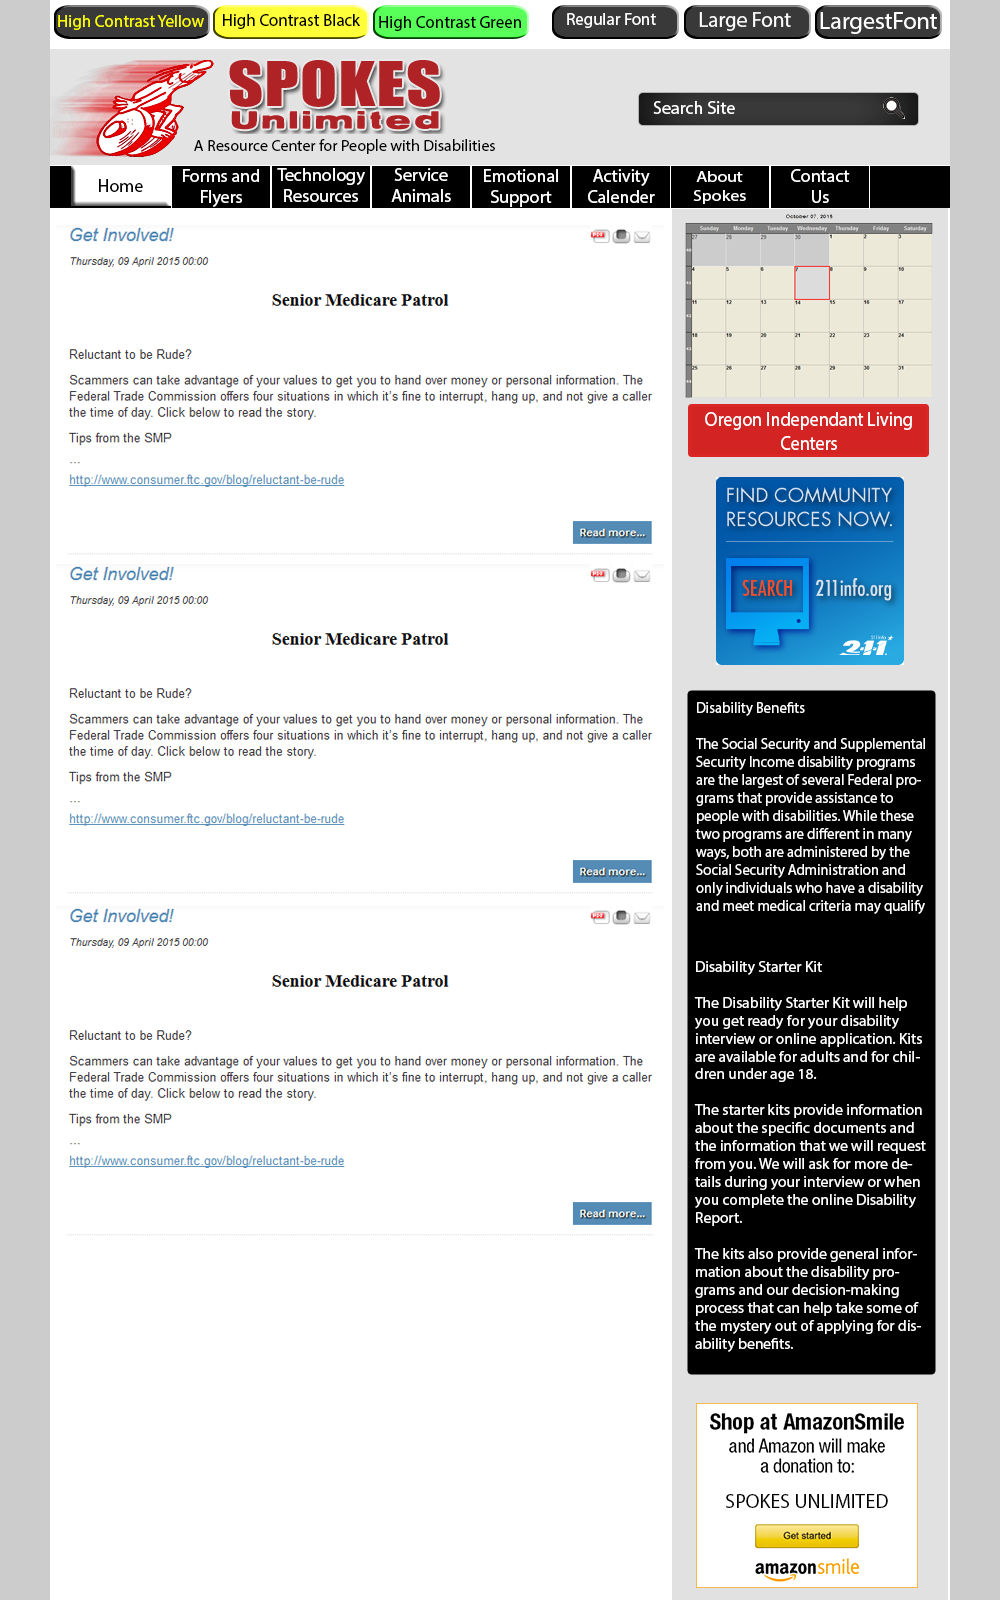 High Contrast Yellow High Contrast Black High Contrast Green Regular Font Large Font LargestFont
SPOKES
Unlimited
A Resource Center for People with Disabilities
Search Site
Home
Forms and
Flyers
Technology
Resources
Service
Animals
Emotional
Support
Activity
Calender
About
Spokes
Contact
Us
Get Involved!
Thursday, 09 April 2015 00:00
Senior Medicare Patrol
Reluctant to be Rude?
Scammers can take advantage of your values to get you to hand over money or personal information. The
Federal Trade Commission offers four situations in which it's fine to interrupt, hang up, and not give a caller
the time of day. Click below to read the story.
Tips from the SMP
...
http://www.consumer.ftc.gov/blog/reluctant-be-rude
Read more...
Get Involved!
Thursday, 09 April 2015 00:00
Senior Medicare Patrol
Reluctant to be Rude?
Scammers can take advantage of your values to get you to hand over money or personal information. The
Federal Trade Commission offers four situations in which it's fine to interrupt, hang up, and not give a caller
the time of day. Click below to read the story.
Tips from the SMP
...
http://www.consumer.ftc.gov/blog/reluctant-be-rude
Read more...
Get Involved!
Thursday, 09 April 2015 00:00
Senior Medicare Patrol
Reluctant to be Rude?
Scammers can take advantage of your values to get you to hand over money or personal information. The
Federal Trade Commission offers four situations in which it's fine to interrupt, hang up, and not give a caller
the time of day. Click below to read the story.
Tips from the SMP
...
http://www.consumer.ftc.gov/blog/reluctant-be-rude
Read more...
October 07, 2015
Sunday Monday Tuesday Wednesday Thursday Friday Saturday
27 28 29 30 1 2 3
4 5 6 7 8 9 10
11 12 13 14 15 16 17
18 19 20 21 22 23 24
25 26 27 28 29 30 31
Oregon Independant Living
Centers
FIND COMMUNITY
RESOURCES NOW.
SEARCH 211info.org
211info
2-1-1
Disability Benefits
The Social Security and Supplemental
Security Income disability programs
are the largest of several Federal pro-
grams that provide assistance to
people with disabilities. While these
two programs are different in many
ways, both are administered by the
Social Security Administration and
only individuals who have a disability
and meet medical criteria may qualify
Disability Starter Kit
The Disability Starter Kit will help
you get ready for your disability
interview or online application. Kits
are available for adults and for chil-
dren under age 18.
The starter kits provide information
about the specific documents and
the information that we will request
from you. We will ask for more de-
tails during your interview or when
you complete the online Disability
Report.
The kits also provide general infor-
mation about the disability pro-
grams and our decision-making
process that can help take some of
the mystery out of applying for dis-
ability benefits.
Shop at AmazonSmile
and Amazon will make
a donation to:
SPOKES UNLIMITED
Get started
amazonsmile